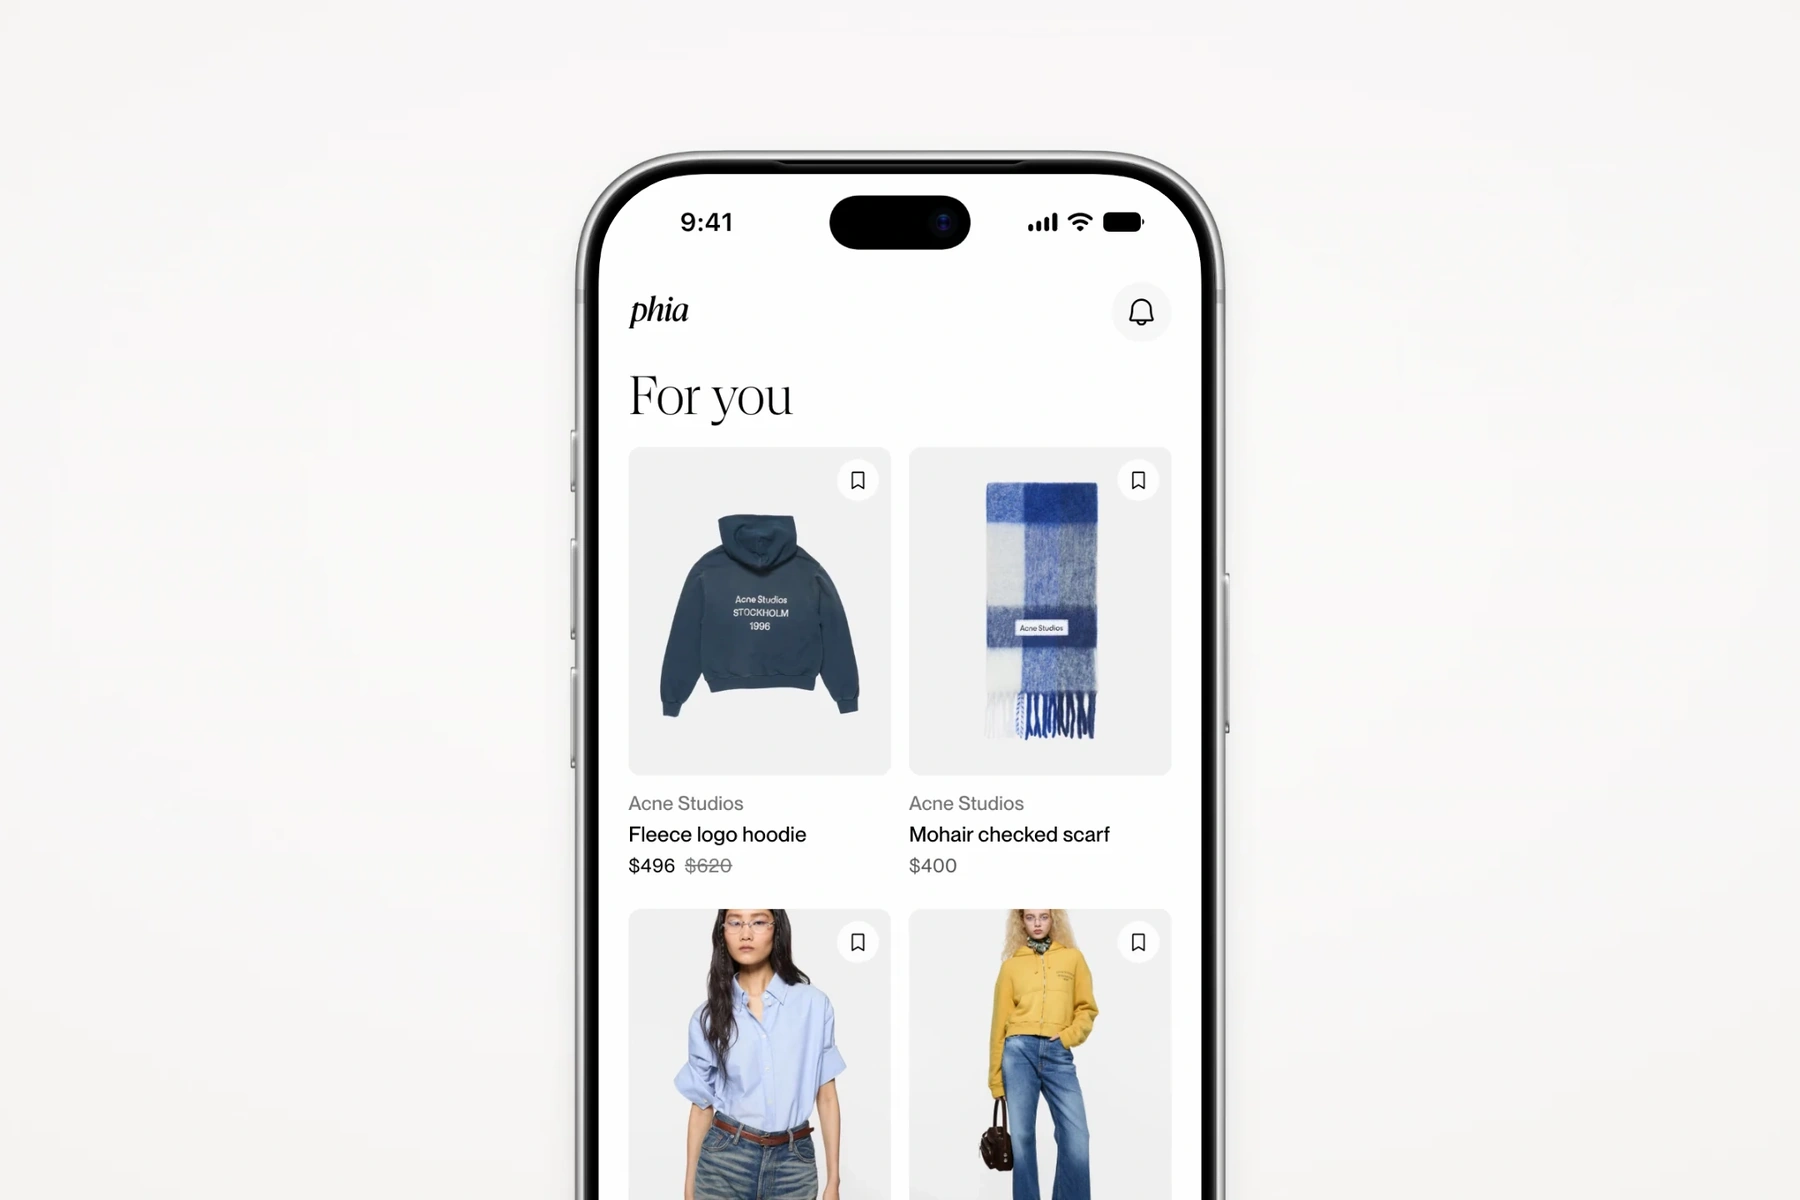 9:41
phia
For you
Acne Studios
STOCKHOLM
1996
Acne Studios
Acne Studios
Fleece logo hoodie
$496 $620
Acne Studios
Mohair checked scarf
$400